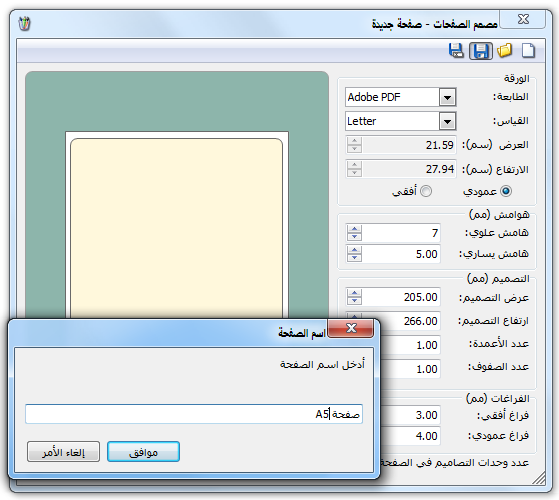 مصمم الصفحات - صفحة جديدة
الورقة
الطابعة: Adobe PDF
القياس: Letter
العرض (سم): 21.59
الارتفاع (سم): 27.94
عمودي أفقي
هوامش (مم)
هامش علوي: 7
هامش يساري: 5.00
التصميم (مم)
عرض التصميم: 205.00
ارتفاع التصميم: 266.00
عدد الأعمدة: 1.00
عدد الصفوف: 1.00
الفراغات (مم)
فراغ أفقي: 3.00
فراغ عمودي: 4.00
عدد وحدات التصاميم في الصفحة
اسم الصفحة
أدخل اسم الصفحة
صفحة A5
موافق إلغاء الأمر